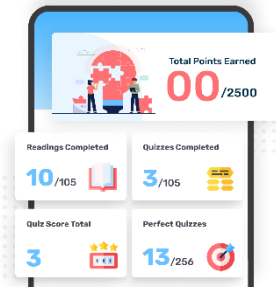 Total Points Earned
00/2500
Readings Completed
10/105
Quizzes Completed
3/105
Quiz Score Total
3
Perfect Quizzes
13/256